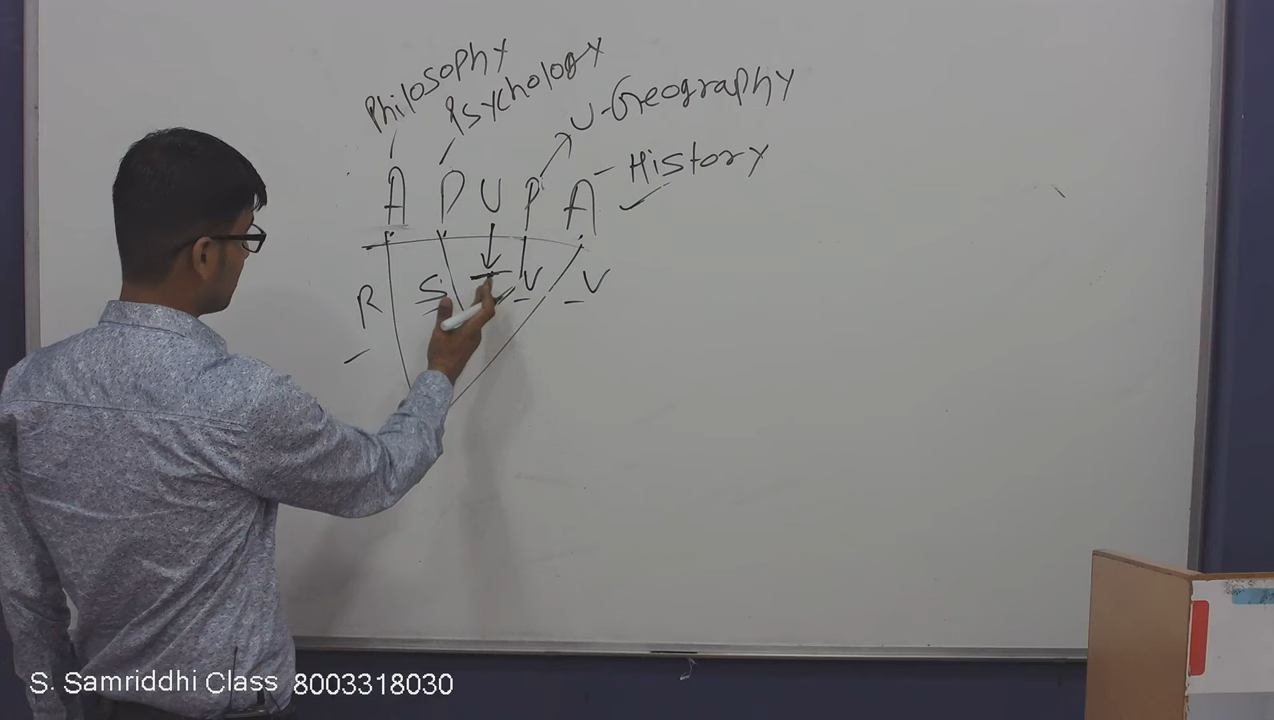 Philosophy
Psychology
U-Geography
A D U P A - History
R S V V
S. Samriddhi Class 8003318030